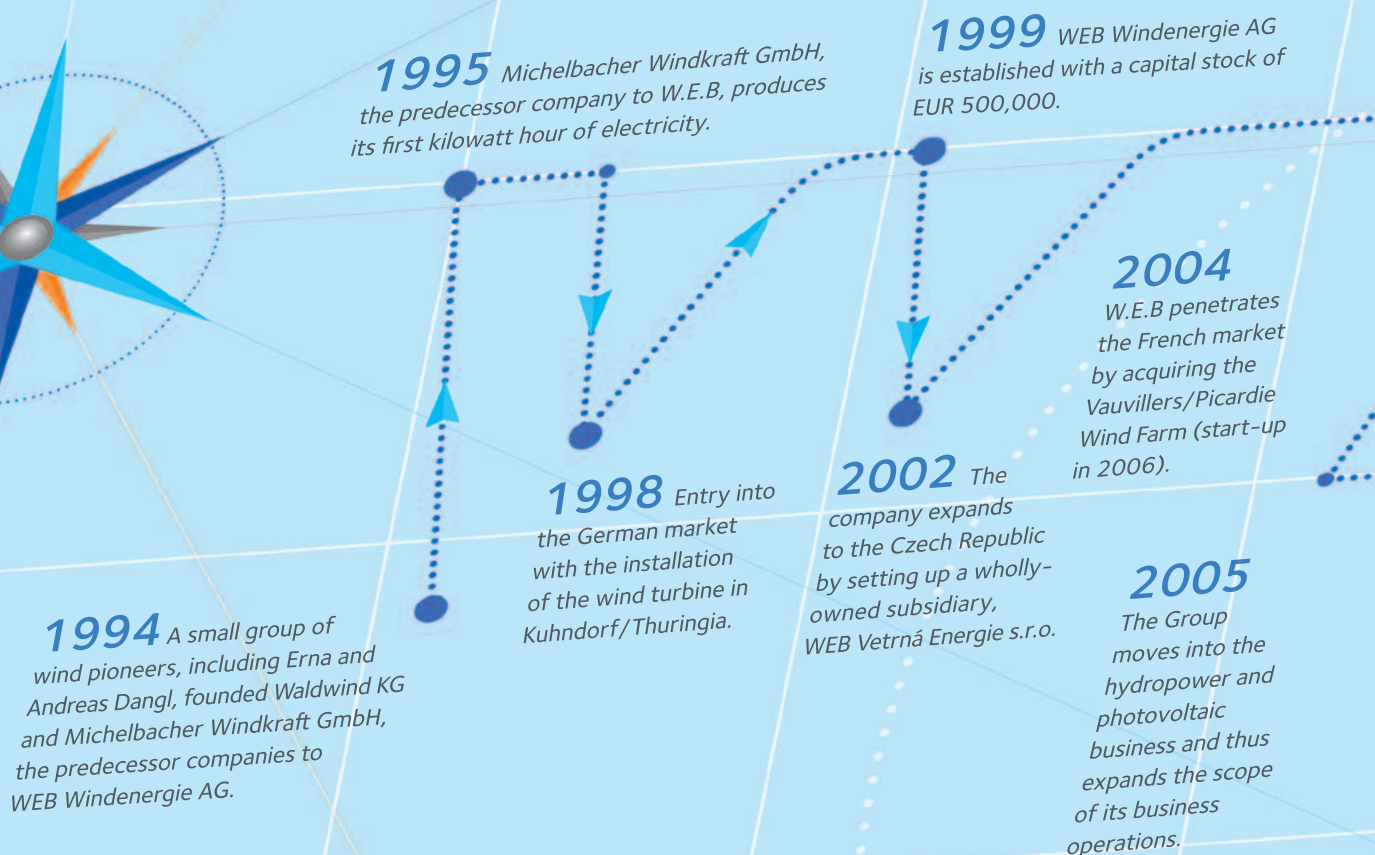 1994 A small group of
wind pioneers, including Erna and
Andreas Dangl, founded Waldwind KG
and Michelbacher Windkraft GmbH,
the predecessor companies to
WEB Windenergie AG.
1995 Michelbacher Windkraft GmbH,
the predecessor company to W.E.B, produces
its first kilowatt hour of electricity.
1998 Entry into
the German market
with the installation
of the wind turbine in
Kuhndorf/Thuringia.
1999 WEB Windenergie AG
is established with a capital stock of
EUR 500,000.
2002 The
company expands
to the Czech Republic
by setting up a wholly-
owned subsidiary,
WEB Vetrná Energie s.r.o.
2004
W.E.B penetrates
the French market
by acquiring the
Vauvillers/Picardie
Wind Farm (start-up
in 2006).
2005
The Group
moves into the
hydropower and
photovoltaic
business and thus
expands the scope
of its business
operations.